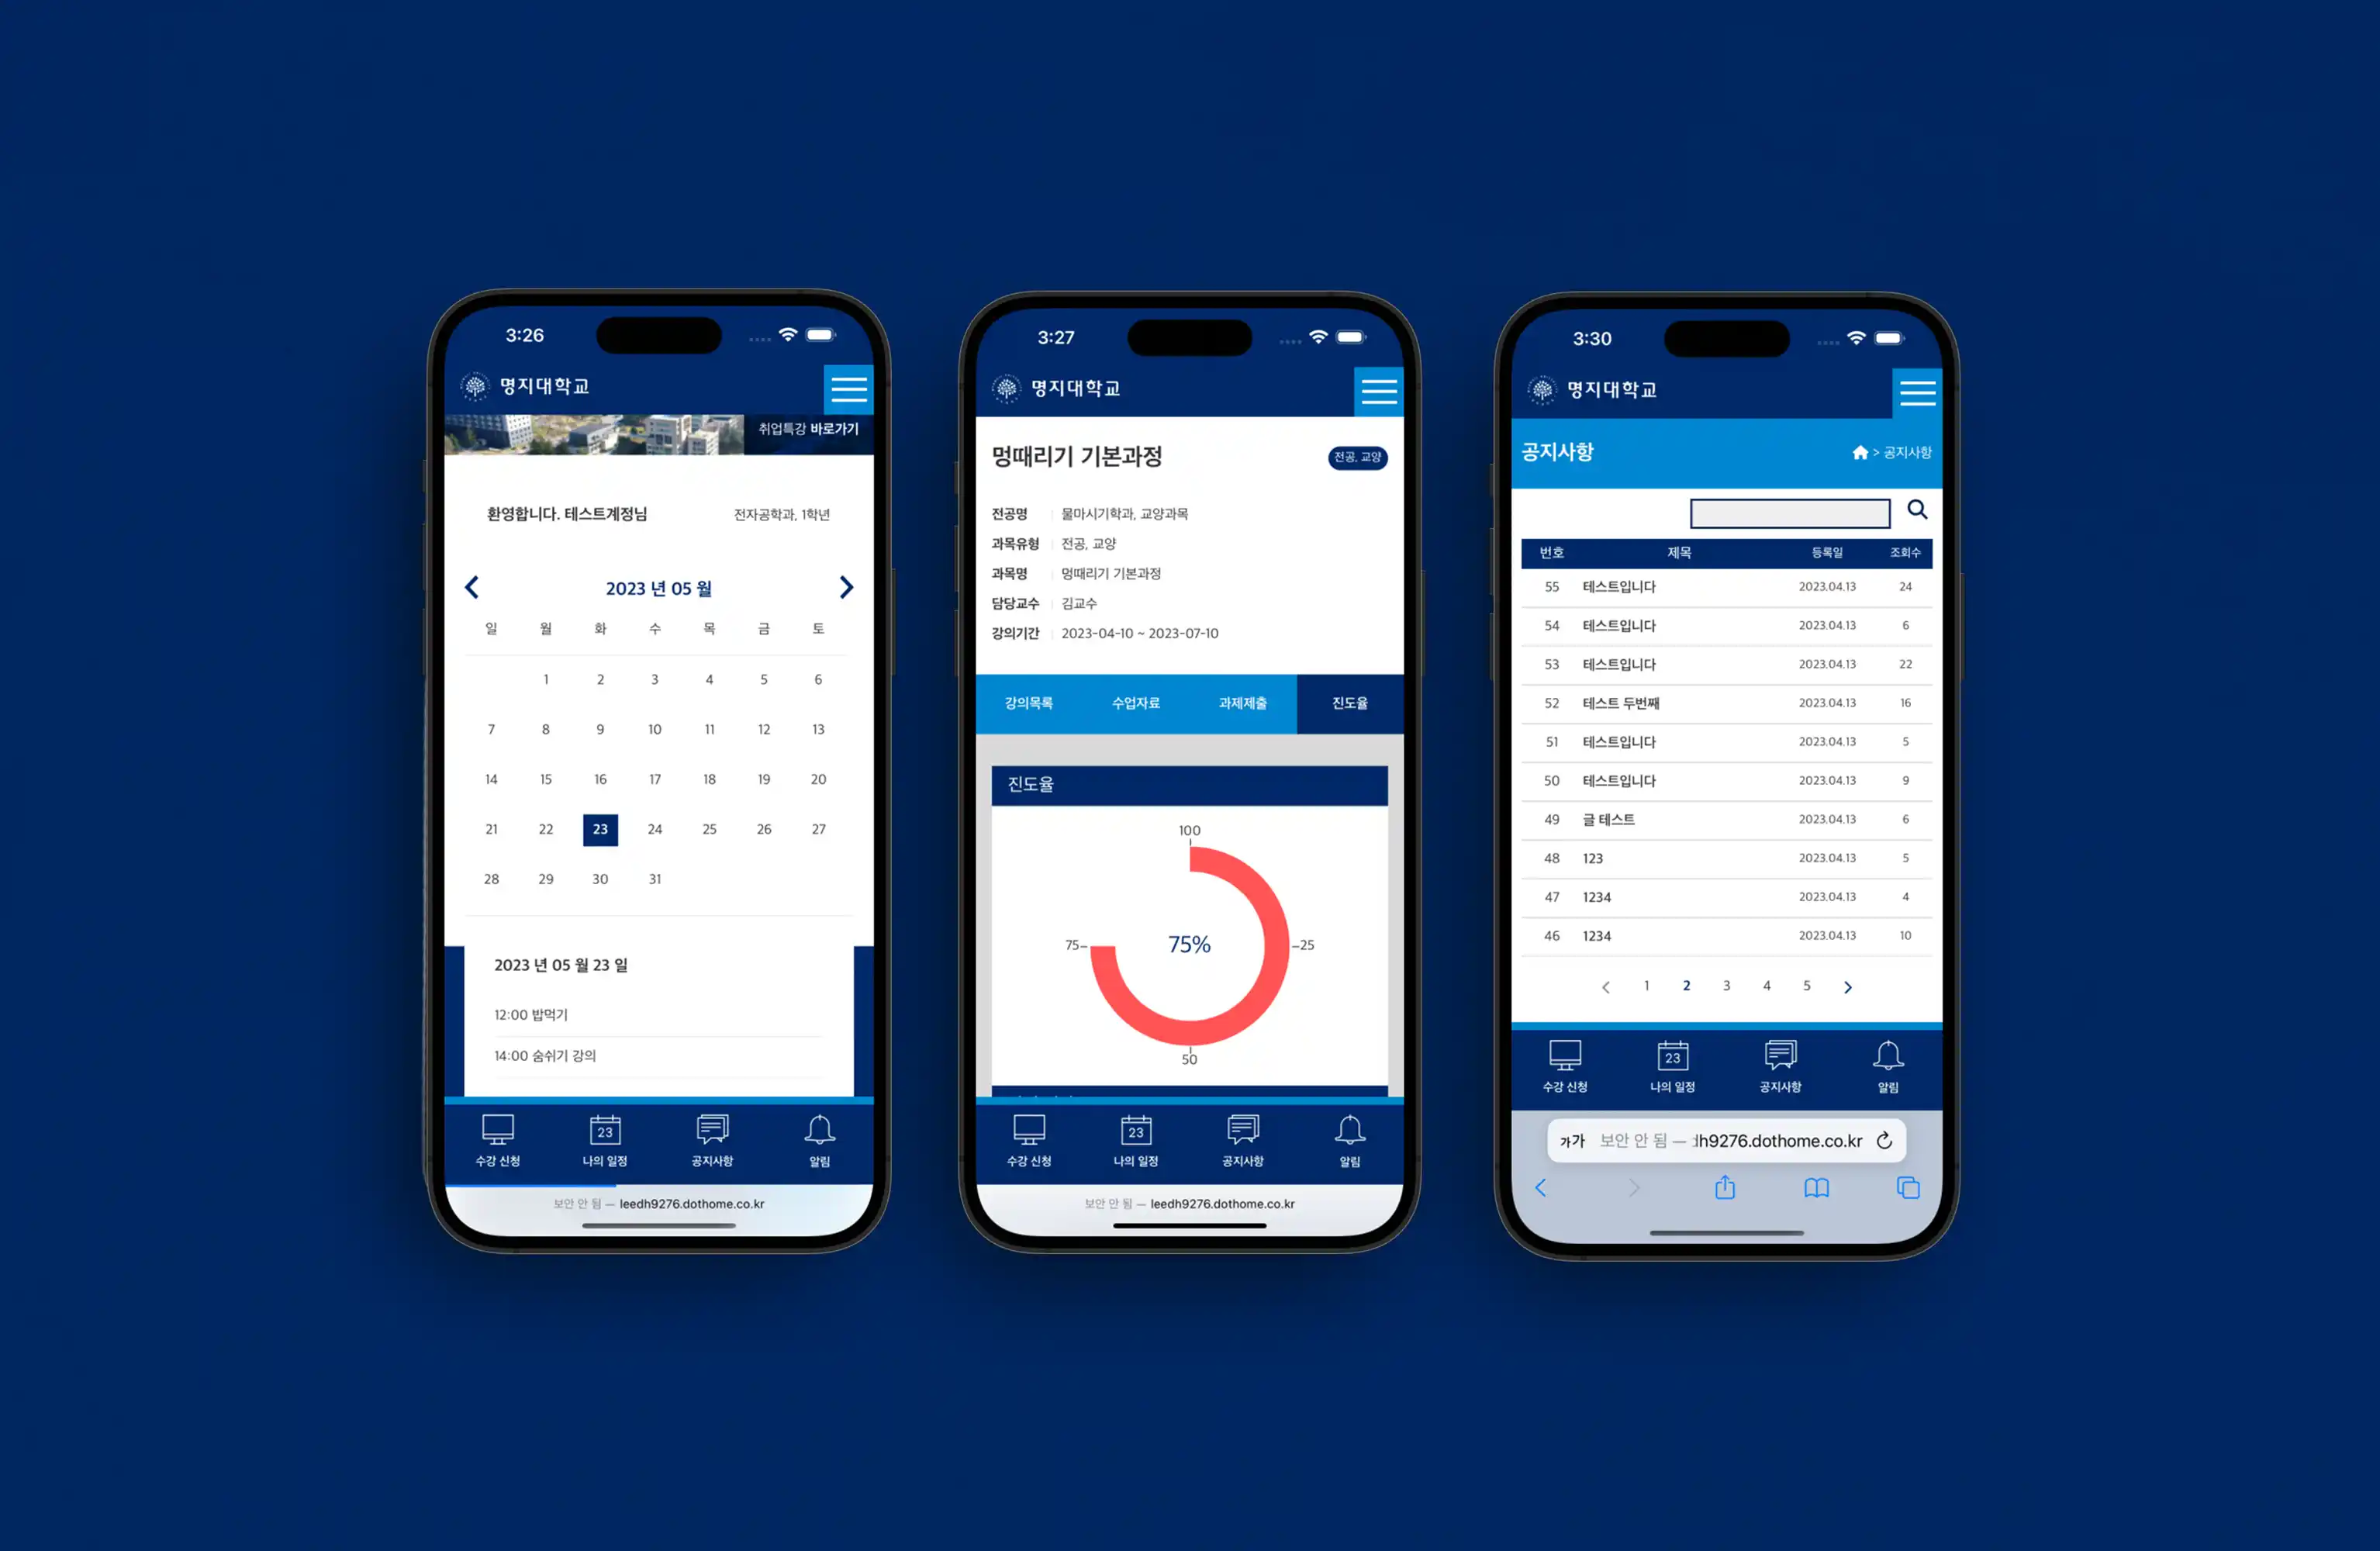 3:26
명지대학교
취업특강 바로가기
환영합니다. 테스트계정님
전자공학과, 1학년
2023 년 05 월
일 월 화 수 목 금 토
1 2 3 4 5 6
7 8 9 10 11 12 13
14 15 16 17 18 19 20
21 22 23 24 25 26 27
28 29 30 31
2023 년 05 월 23 일
12:00 밥먹기
14:00 숨쉬기 강의
수강 신청
23
나의 일정
공지사항
알림
보안 안 됨 — leedh9276.dothome.co.kr
3:27
명지대학교
멍때리기 기본과정
전공, 교양
전공명 물마시기학과, 교양과목
과목유형 전공, 교양
과목명 멍때리기 기본과정
담당교수 김교수
강의기간 2023-04-10 ~ 2023-07-10
강의목록 수업자료 과제제출 진도율
진도율
100
75 75% 25
50
수강 신청
23
나의 일정
공지사항
알림
보안 안 됨 — leedh9276.dothome.co.kr
3:30
명지대학교
공지사항
> 공지사항
번호 제목 등록일 조회수
55 테스트입니다 2023.04.13 24
54 테스트입니다 2023.04.13 6
53 테스트입니다 2023.04.13 22
52 테스트 두번째 2023.04.13 16
51 테스트입니다 2023.04.13 5
50 테스트입니다 2023.04.13 9
49 글 테스트 2023.04.13 6
48 123 2023.04.13 5
47 1234 2023.04.13 4
46 1234 2023.04.13 10
< 1 2 3 4 5 >
수강 신청
23
나의 일정
공지사항
알림
가가 보안 안 됨 — lh9276.dothome.co.kr